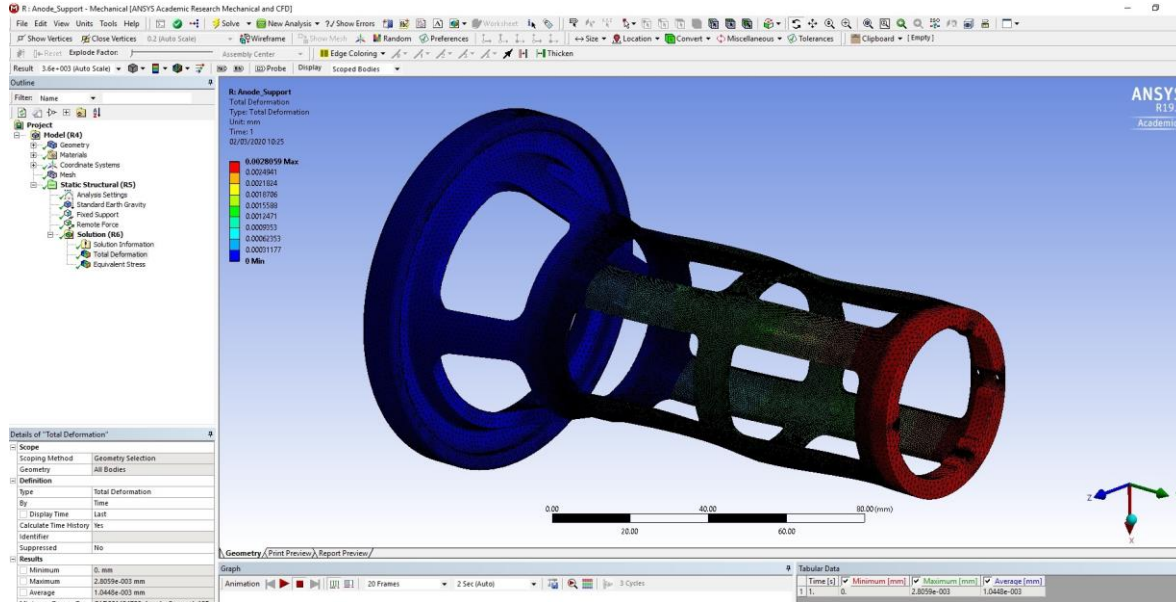 R : Anode_Support - Mechanical [ANSYS Academic Research Mechanical and CFD]
File Edit View Units Tools Help Solve New Analysis Show Errors Worksheet
Show Vertices Close Vertices 0.2 (Auto Scale) Wireframe Show Mesh Random Preferences Size Location Convert Miscellaneous Tolerances Clipboard [Empty]
Reset Explode Factor: Assembly Center Edge Coloring Thicken
Result 3.6e+003 (Auto Scale) Probe Display Scoped Bodies
Outline
Filter: Name
Project
Model (R4)
Geometry
Materials
Coordinate Systems
Mesh
Static Structural (R5)
Analysis Settings
Standard Earth Gravity
Fixed Support
Remote Force
Solution (R6)
Solution Information
Total Deformation
Equivalent Stress
R: Anode_Support
Total Deformation
Type: Total Deformation
Unit: mm
Time: 1
02/03/2020 10:25
0.0028059 Max
0.0024941
0.0021824
0.0018706
0.0015588
0.0012471
0.0009353
0.00062353
0.00031177
0 Min
ANSYS
R19.
Academic
0.00 40.00 80.00 (mm)
20.00 60.00
Z
X
Geometry Print Preview Report Preview
Details of "Total Deformation"
Scope
Scoping Method Geometry Selection
Geometry All Bodies
Definition
Type Total Deformation
By Time
Display Time Last
Calculate Time History Yes
Identifier
Suppressed No
Results
Minimum 0. mm
Maximum 2.8059e-003 mm
Average 1.0448e-003 mm
Graph
Animation 20 Frames 2 Sec (Auto) 3 Cycles
Tabular Data
Time [s] Minimum [mm] Maximum [mm] Average [mm]
1 1. 0. 2.8059e-003 1.0448e-003